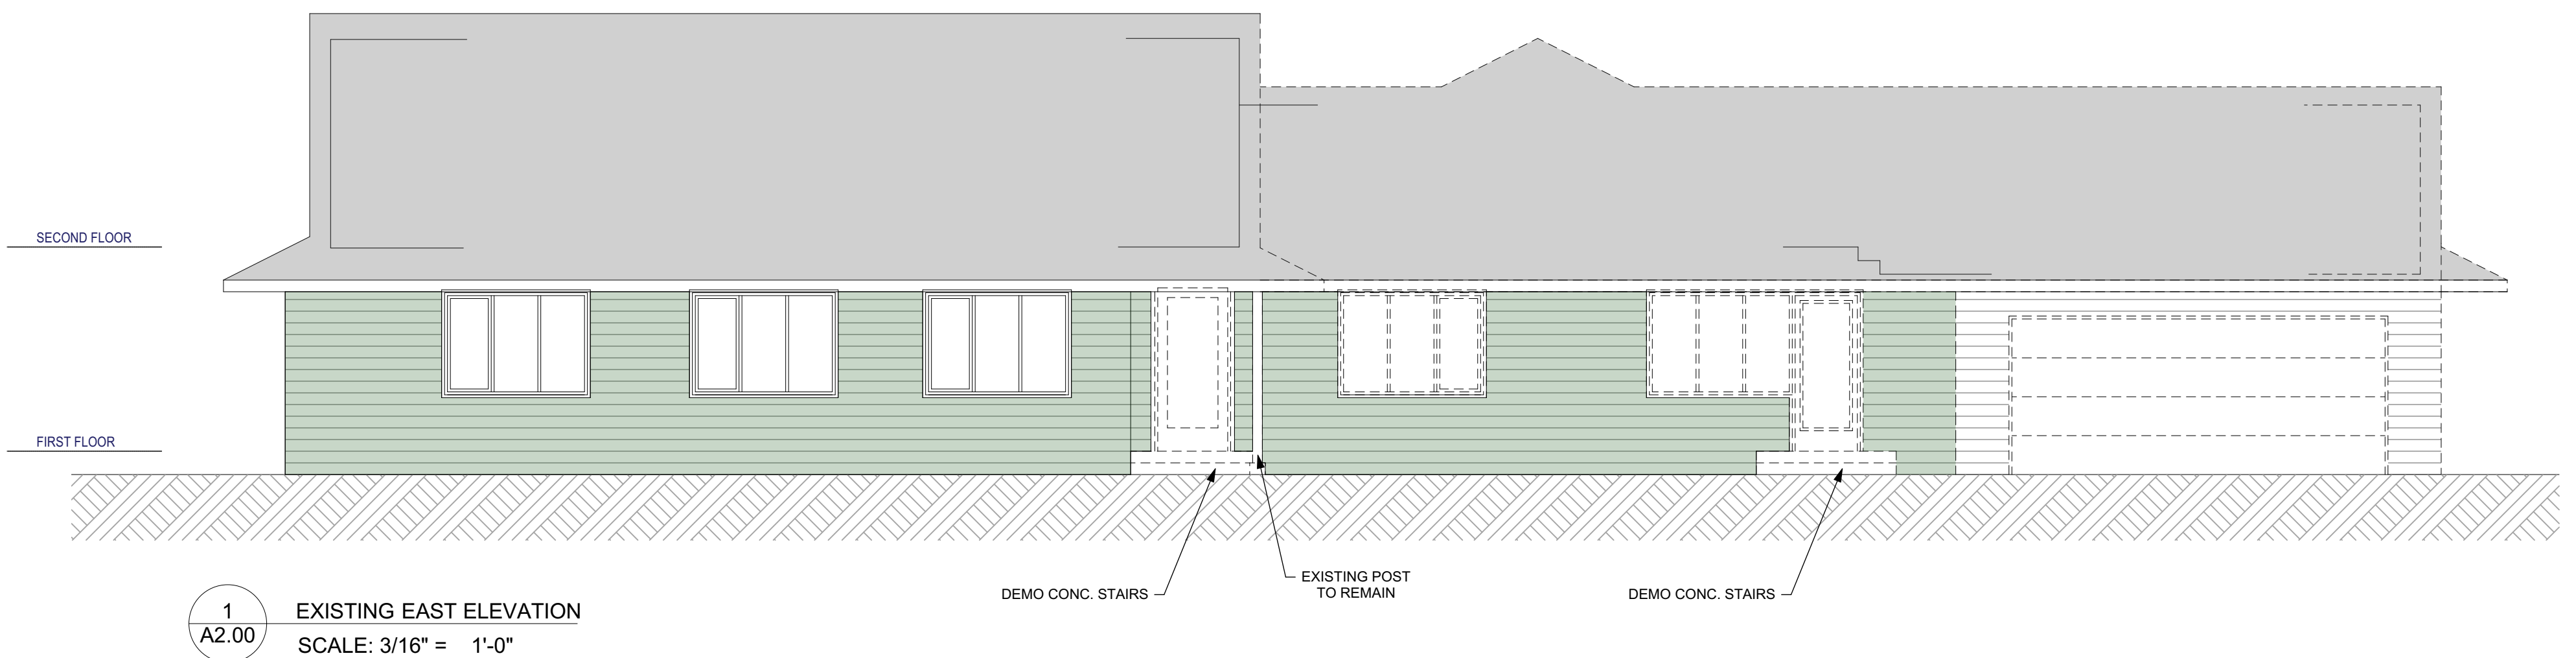 SECOND FLOOR
FIRST FLOOR
DEMO CONC. STAIRS
EXISTING POST
TO REMAIN
DEMO CONC. STAIRS
1
A2.00
EXISTING EAST ELEVATION
SCALE: 3/16" = 1'-0"